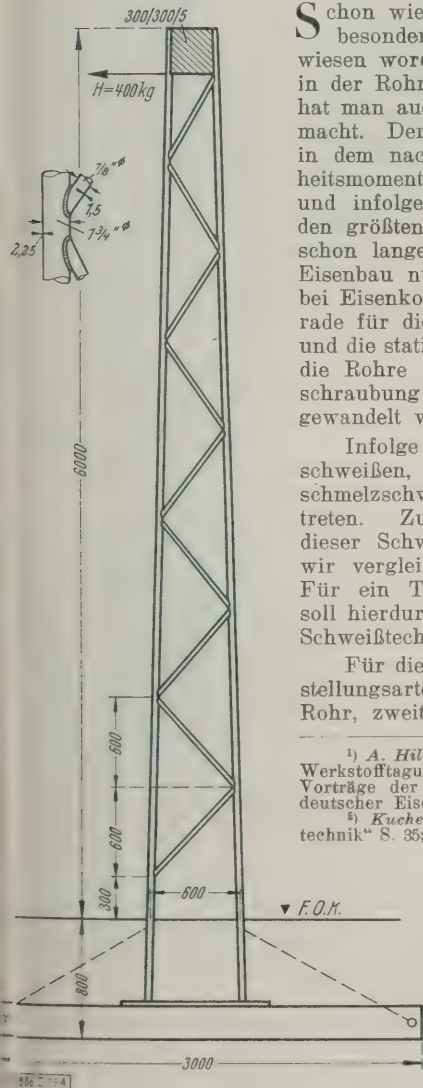 300/300/5
H=400kg
7/8"ø
1,5
1 3/4"ø
2,25
6000
600
600
300
600
▼ F.O.K.
800
3000
Schon wie
besonder
wiesen word
in der Rohr
hat man au
macht. Der
in dem nac
heitsmoment
und infolge
den größten
schon lange
Eisenbau n
bei Eisenko
rade für di
und die stati
die Rohre
schraubung
gewandelt w
Infolge
schweißen,
schmelzschw
treten. Zu
dieser Schw
wir verglei
Für ein T
soll hierdur
Schweißtech
Für die
stellungsart
Rohr, zweit
¹) A. Hil
Werkstofftagu
Vorträge der
deutscher Eis
²) Kuche
technik“ S. 35;